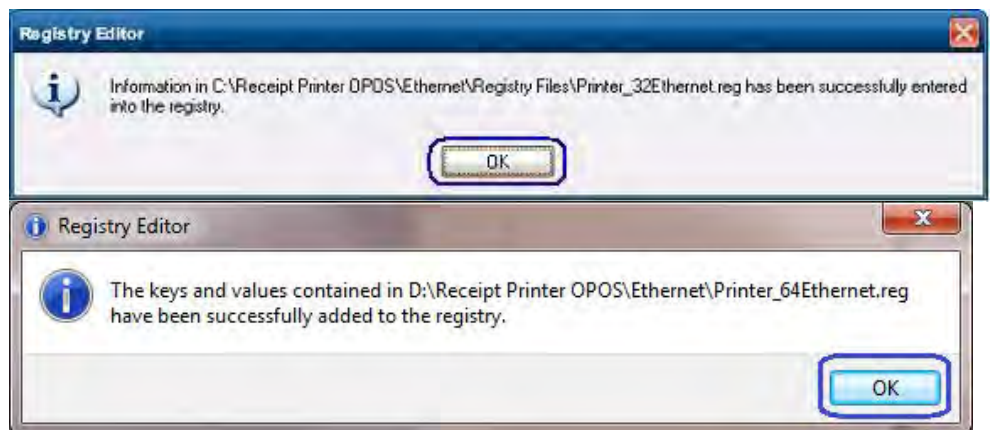 Registry Editor
Information in C:\Receipt Printer OPOS\Ethernet\Registry Files\Printer_32Ethernet.reg has been successfully entered
into the registry.
OK
Registry Editor
The keys and values contained in D:\Receipt Printer OPOS\Ethernet\Printer_64Ethernet.reg
have been successfully added to the registry.
OK